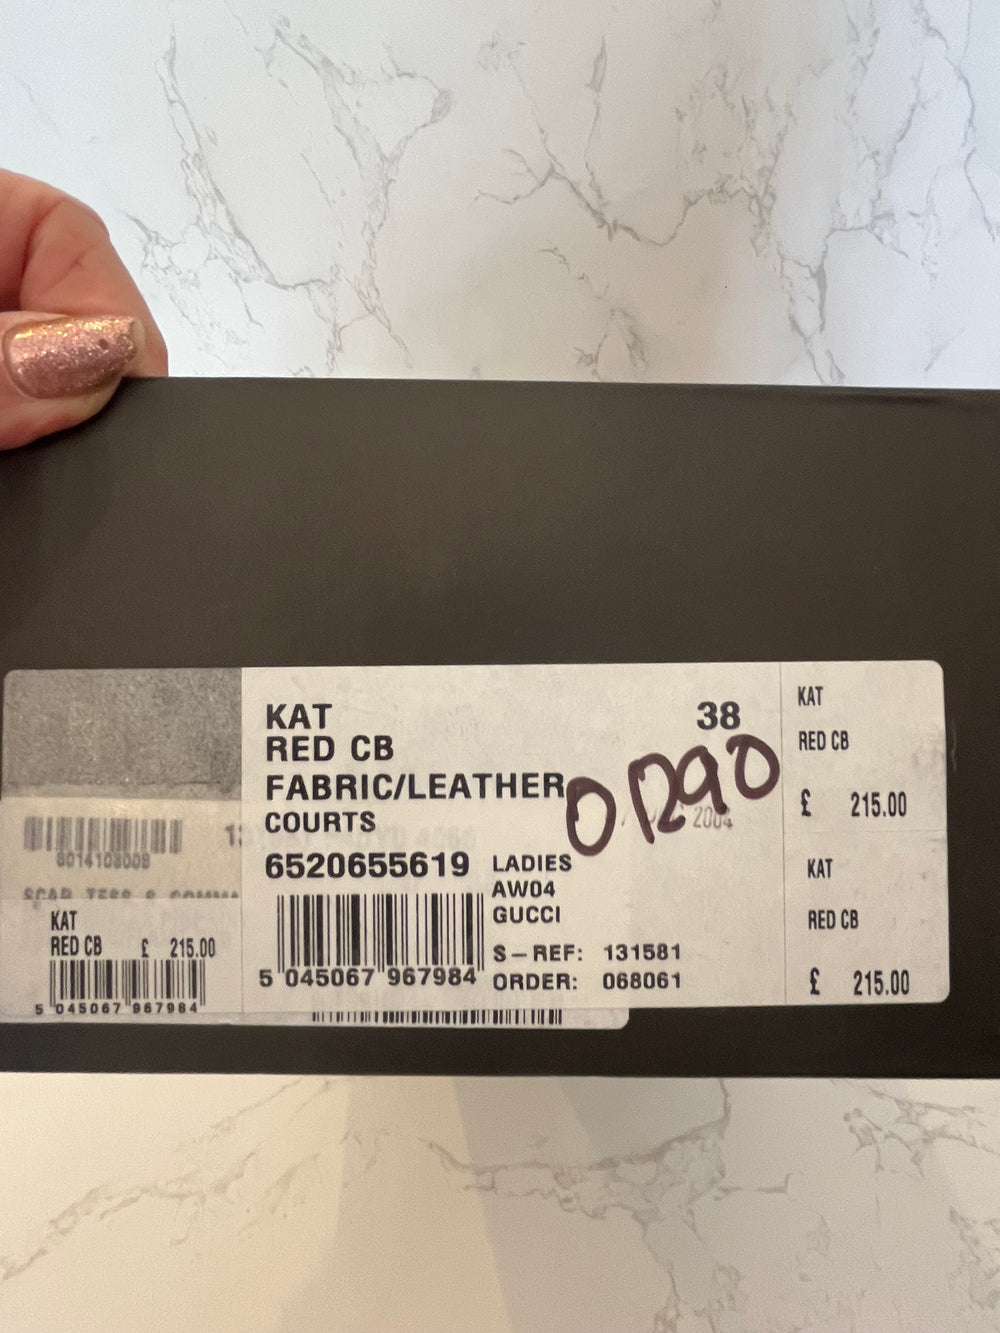 KAT
RED CB
FABRIC/LEATHER
COURTS
38
6520655619
LADIES
AW04
GUCCI
S-REF: 131581
ORDER: 068061
5 045067 967984
2004
KAT
RED CB
£ 215.00
KAT
RED CB
£ 215.00
8014103009
KAT
RED CB £ 215.00
5 045067 967984